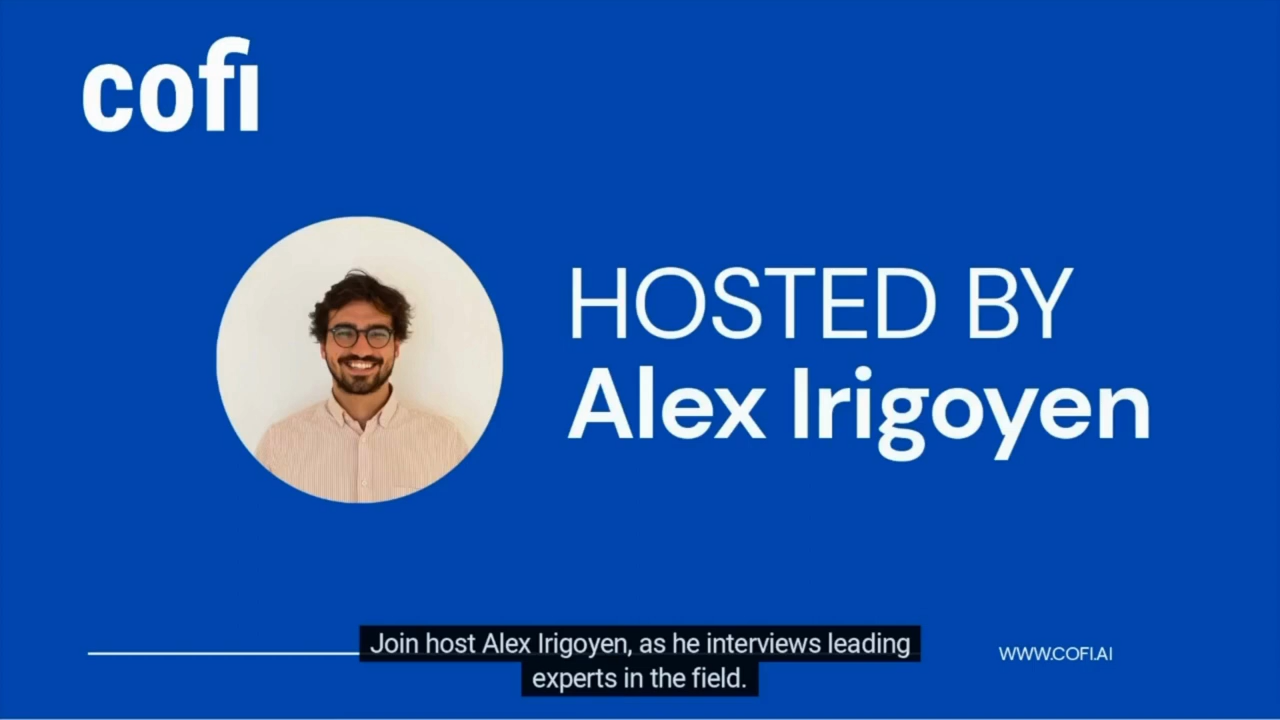 cofi
HOSTED BY
Alex Irigoyen
Join host Alex Irigoyen, as he interviews leading
experts in the field.
WWW.COFI.AI